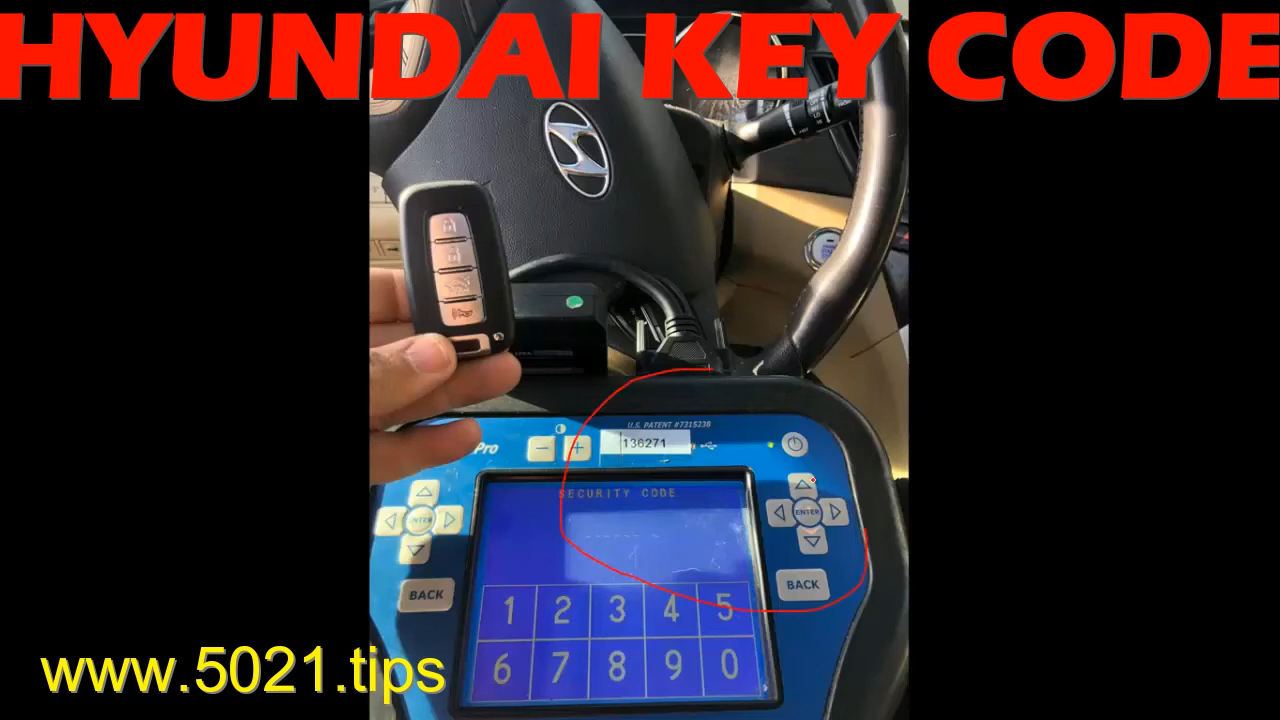 HYUNDAI KEY CODE
U.S. PATENT #7315238
Pro
−
+
136271
SECURITY CODE
ENTER
ENTER
BACK
BACK
1 2 3 4 5
6 7 8 9 0
www.5021.tips